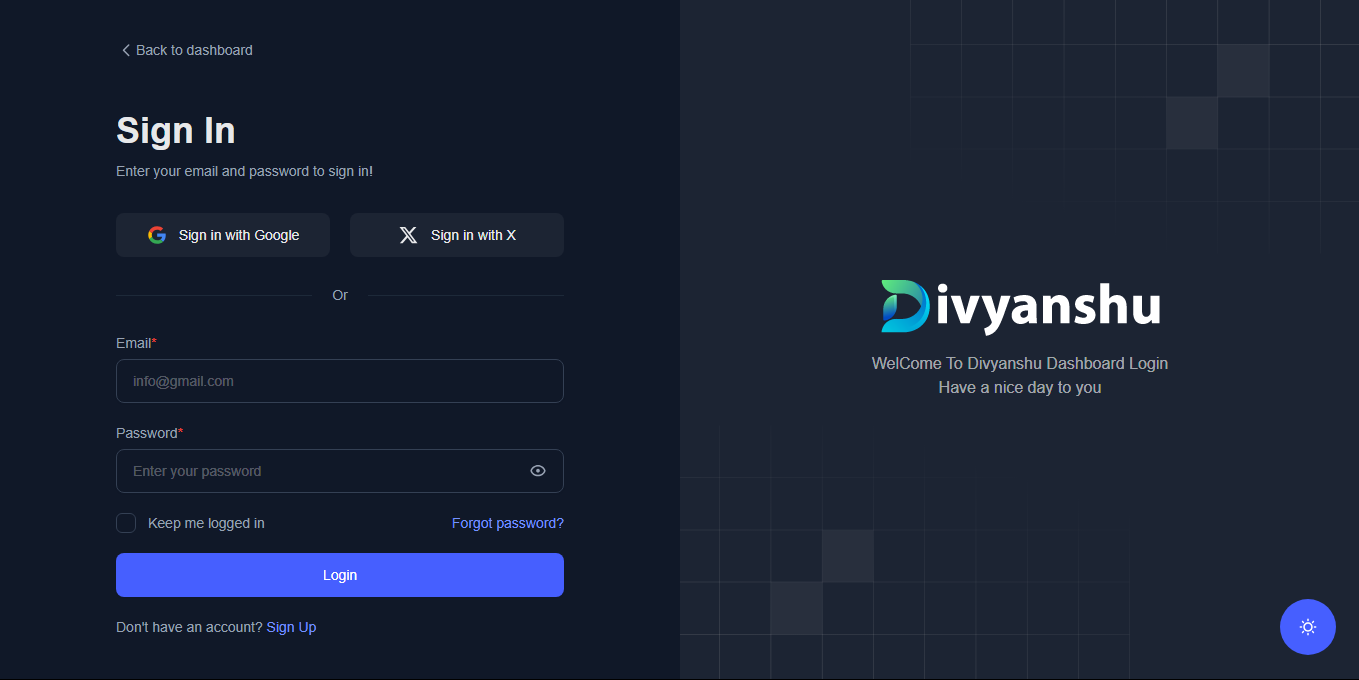 Back to dashboard
Sign In
Enter your email and password to sign in!
Sign in with Google
Sign in with X
Or
Email*
info@gmail.com
Password*
Enter your password
Keep me logged in
Forgot password?
Login
Don't have an account? Sign Up
Divyanshu
WelCome To Divyanshu Dashboard Login
Have a nice day to you